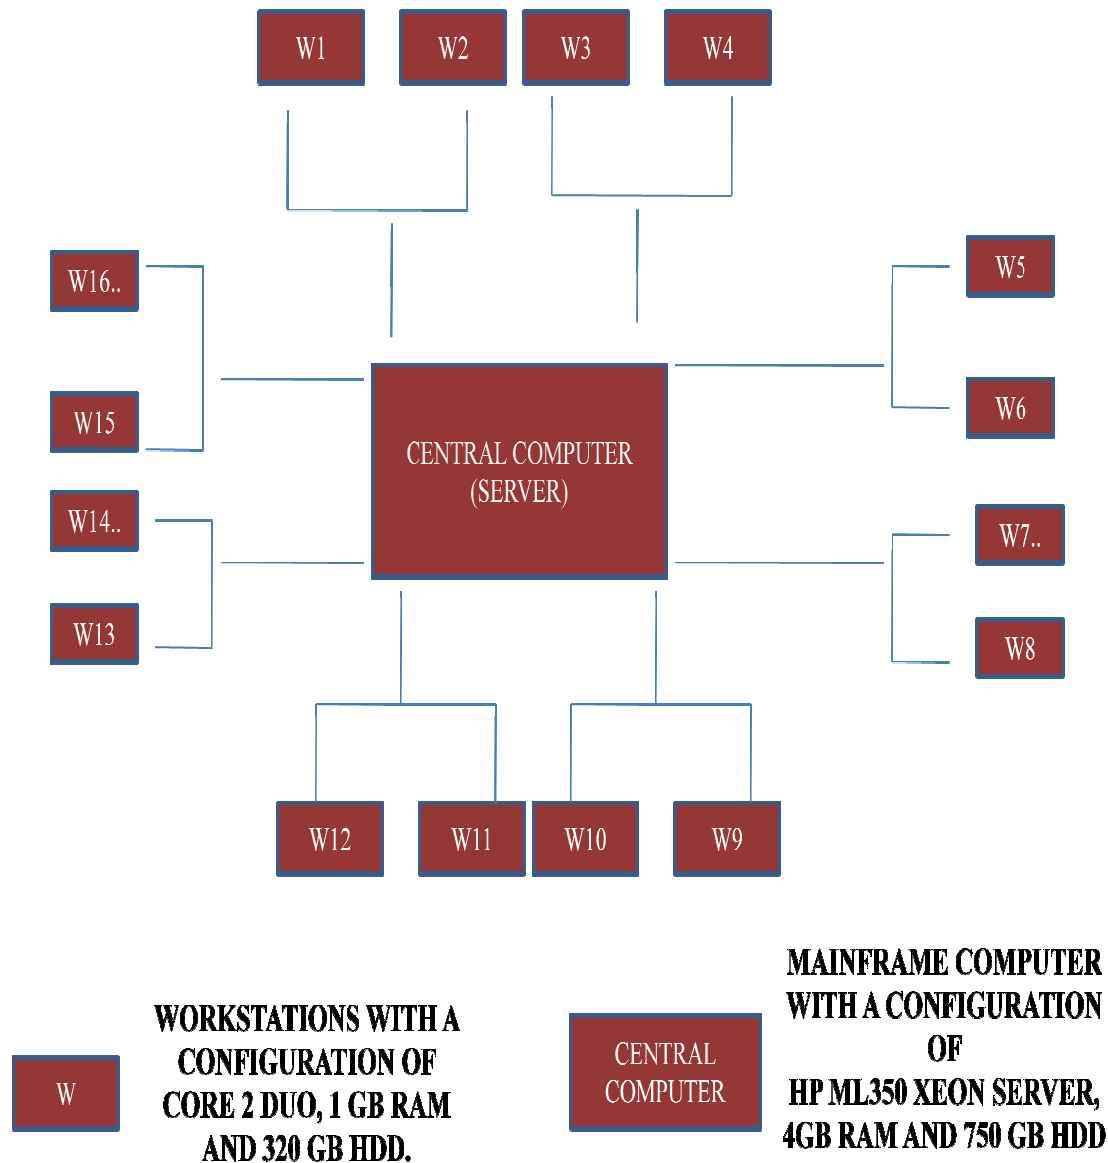 W1
W2
W3
W4
W16..
W5
W15
W6
CENTRAL COMPUTER
(SERVER)
W14..
W7..
W13
W8
W12
W11
W10
W9
W
WORKSTATIONS WITH A
CONFIGURATION OF
CORE 2 DUO, 1 GB RAM
AND 320 GB HDD.
CENTRAL
COMPUTER
MAINFRAME COMPUTER
WITH A CONFIGURATION
OF
HP ML350 XEON SERVER,
4GB RAM AND 750 GB HDD